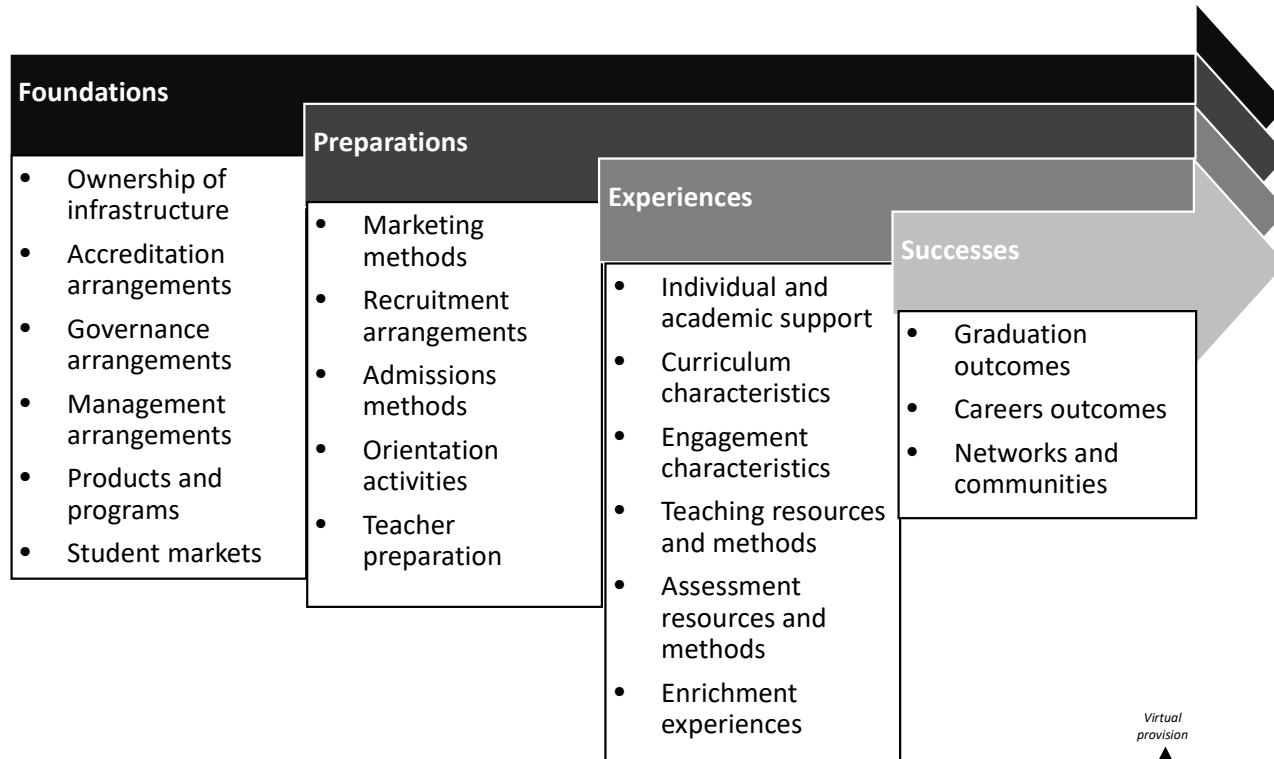 Foundations
• Ownership of
infrastructure
• Accreditation
arrangements
• Governance
arrangements
• Management
arrangements
• Products and
programs
• Student markets
Preparations
• Marketing
methods
• Recruitment
arrangements
• Admissions
methods
• Orientation
activities
• Teacher
preparation
Experiences
• Individual and
academic support
• Curriculum
characteristics
• Engagement
characteristics
• Teaching resources
and methods
• Assessment
resources and
methods
• Enrichment
experiences
Successes
• Graduation
outcomes
• Careers outcomes
• Networks and
communities
Virtual
provision